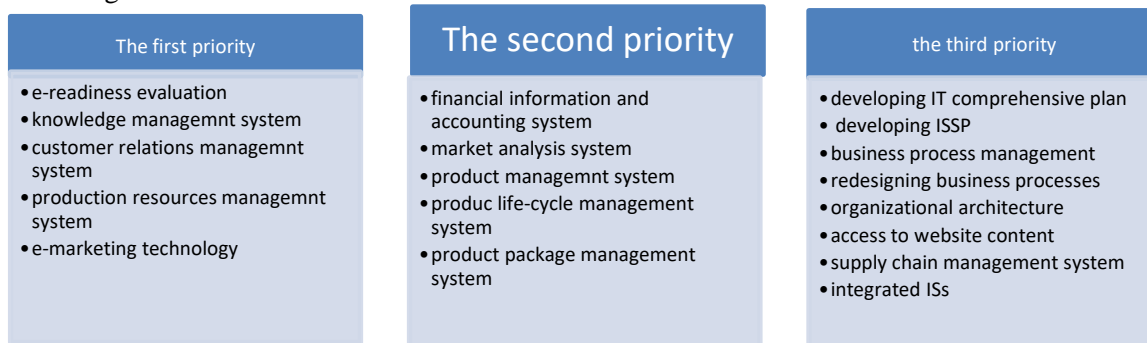 The first priority
• e-readiness evaluation
• knowledge managemnt system
• customer relations managemnt
system
• production resources managemnt
system
• e-marketing technology
The second priority
• financial information and
accounting system
• market analysis system
• product managemnt system
• produc life-cycle management
system
• product package management
system
the third priority
• developing IT comprehensive plan
• developing ISSP
• business process management
• redesigning business processes
• organizational architecture
• access to website content
• supply chain management system
• integrated ISs